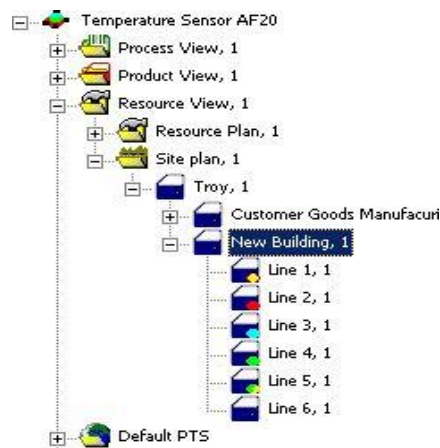 Temperature Sensor AF20
Process View, 1
Product View, 1
Resource View, 1
Resource Plan, 1
Site plan, 1
Troy, 1
Customer Goods Manufacuri
New Building, 1
Line 1, 1
Line 2, 1
Line 3, 1
Line 4, 1
Line 5, 1
Line 6, 1
Default PTS